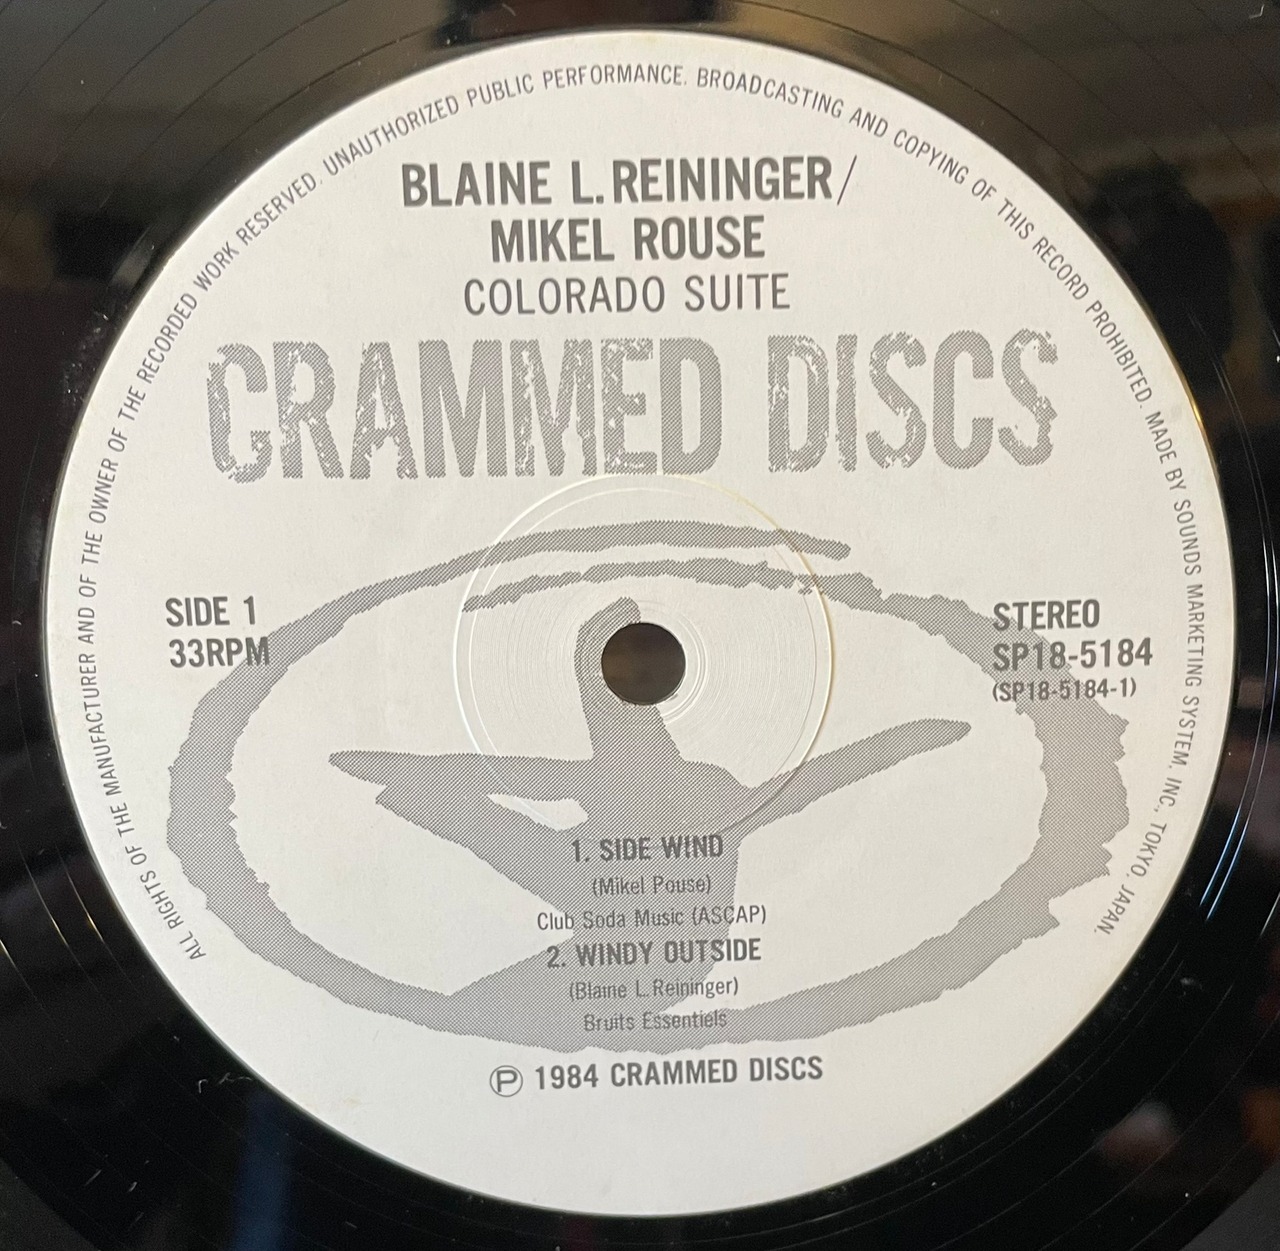 ALL RIGHTS OF THE MANUFACTURER AND OF THE OWNER OF THE RECORDED WORK RESERVED. UNAUTHORIZED PUBLIC PERFORMANCE. BROADCASTING AND COPYING OF THIS RECORD PROHIBITED. MADE BY SOUNDS MARKETING SYSTEM, INC., TOKYO, JAPAN.
BLAINE L. REININGER/
MIKEL ROUSE
COLORADO SUITE
CRAMMED DISCS
SIDE 1
33RPM
STEREO
SP18-5184
(SP18-5184-1)
1. SIDE WIND
(Mikel Pouse)
Club Soda Music (ASCAP)
2. WINDY OUTSIDE
(Blaine L. Reininger)
Bruits Essentiels
Ⓟ 1984 CRAMMED DISCS